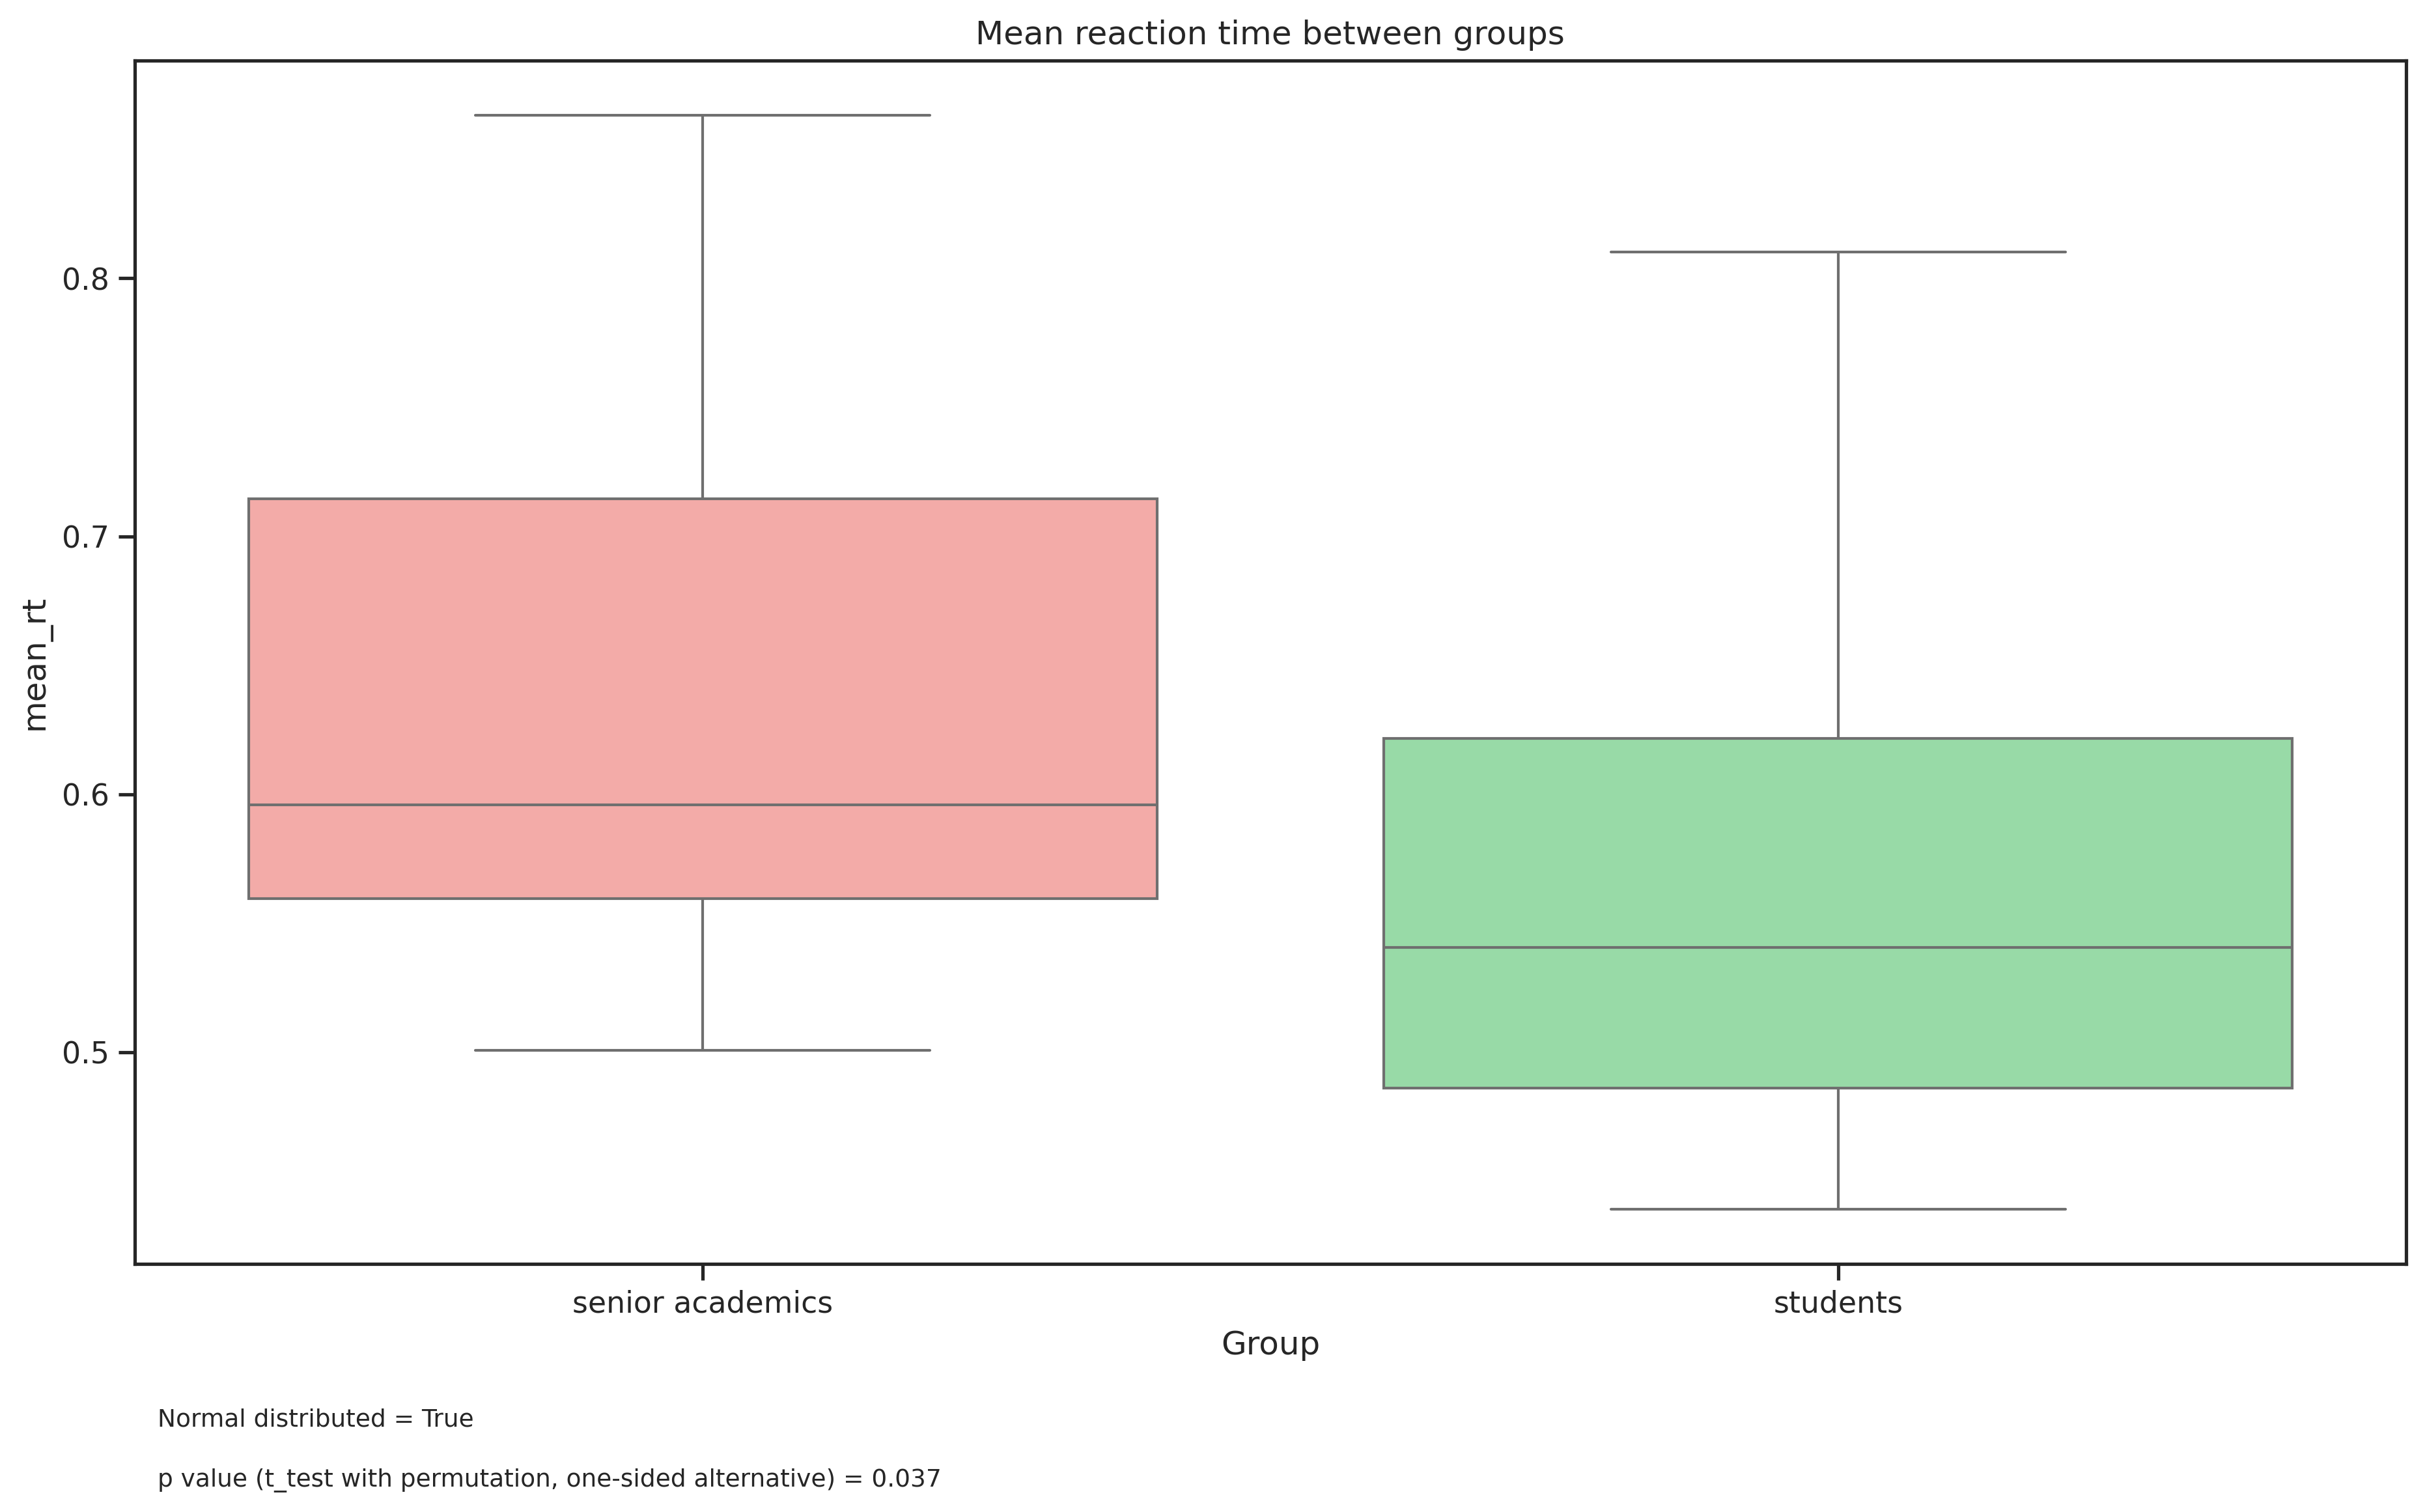 Mean reaction time between groups
0.8
0.7
0.6
0.5
mean_rt
senior academics
students
Group
Normal distributed = True
p value (t_test with permutation, one-sided alternative) = 0.037